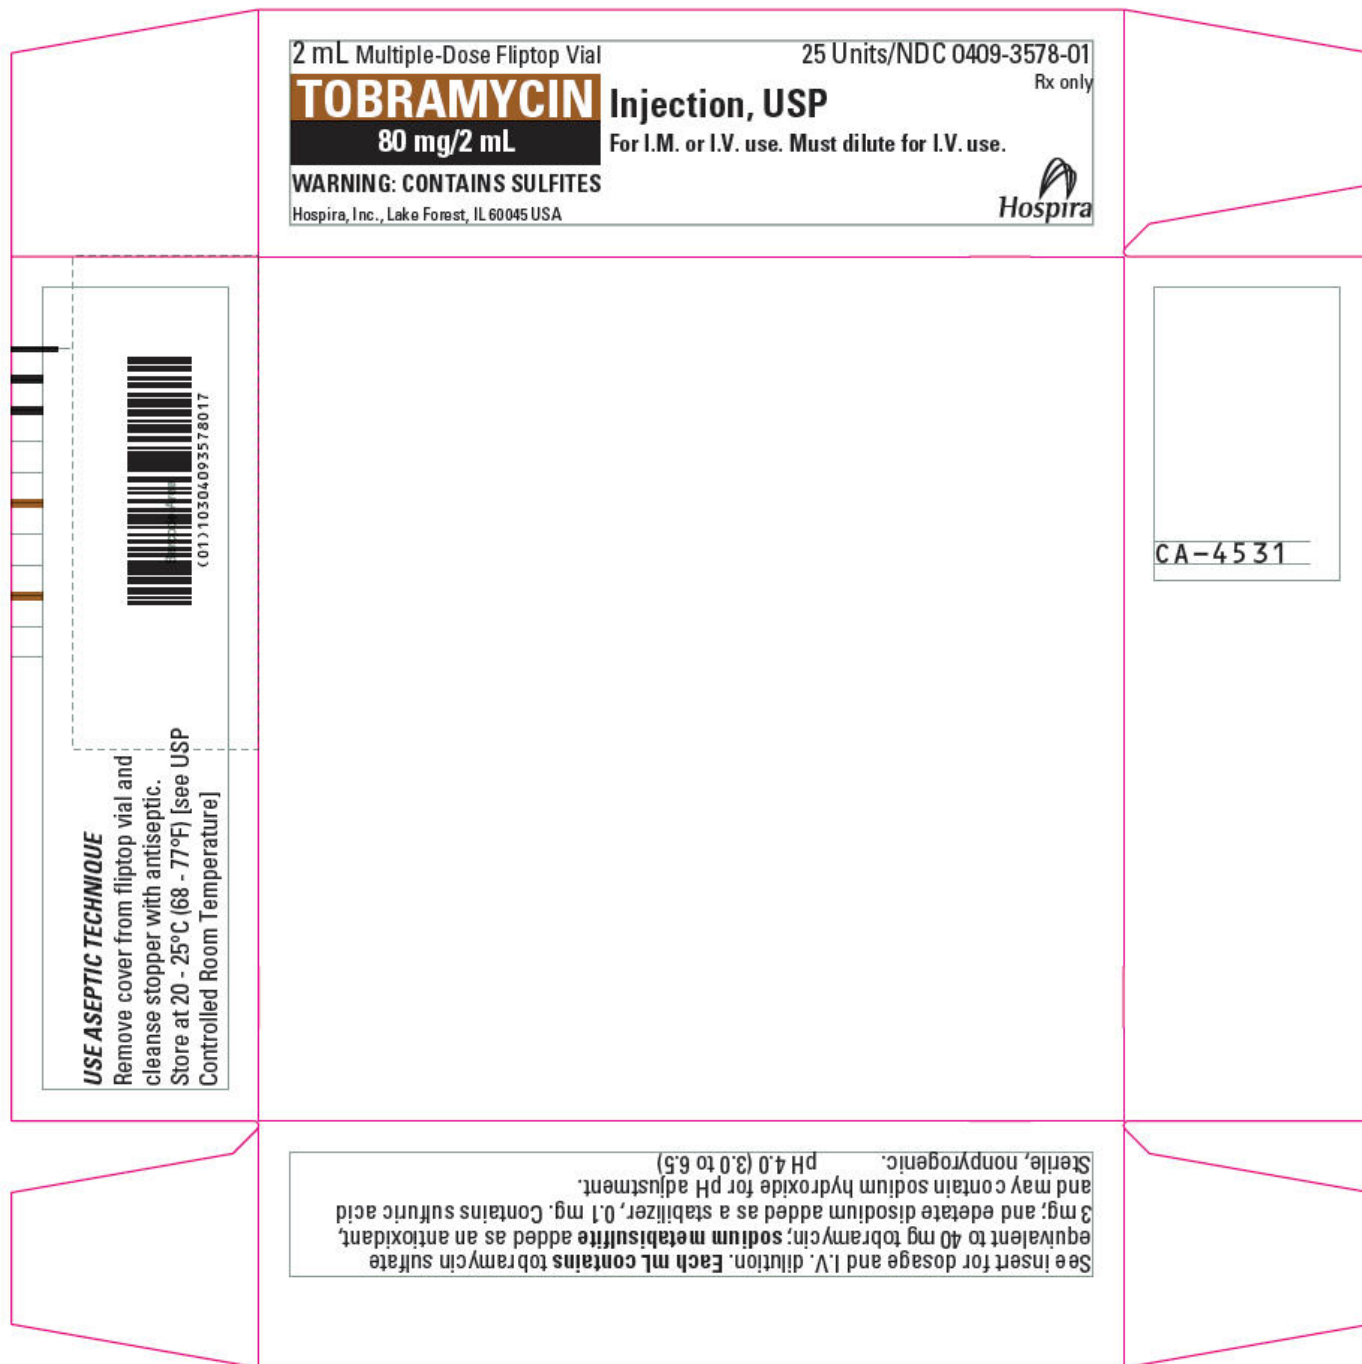 2 mL Multiple-Dose Fliptop Vial
25 Units/NDC 0409-3578-01
Rx only
TOBRAMYCIN Injection, USP
80 mg/2 mL
For I.M. or I.V. use. Must dilute for I.V. use.
WARNING: CONTAINS SULFITES
Hospira, Inc., Lake Forest, IL 60045 USA
Hospira
Barcode Area
(01)10304093578017
USE ASEPTIC TECHNIQUE
Remove cover from fliptop vial and
cleanse stopper with antiseptic.
Store at 20 - 25°C (68 - 77°F) [see USP
Controlled Room Temperature]
CA-4531
See insert for dosage and I.V. dilution. Each mL contains tobramycin sulfate
equivalent to 40 mg tobramycin; sodium metabisulfite added as an antioxidant,
3 mg; and edetate disodium added as a stabilizer, 0.1 mg. Contains sulfuric acid
and may contain sodium hydroxide for pH adjustment.
Sterile, nonpyrogenic. pH 4.0 (3.0 to 6.5)